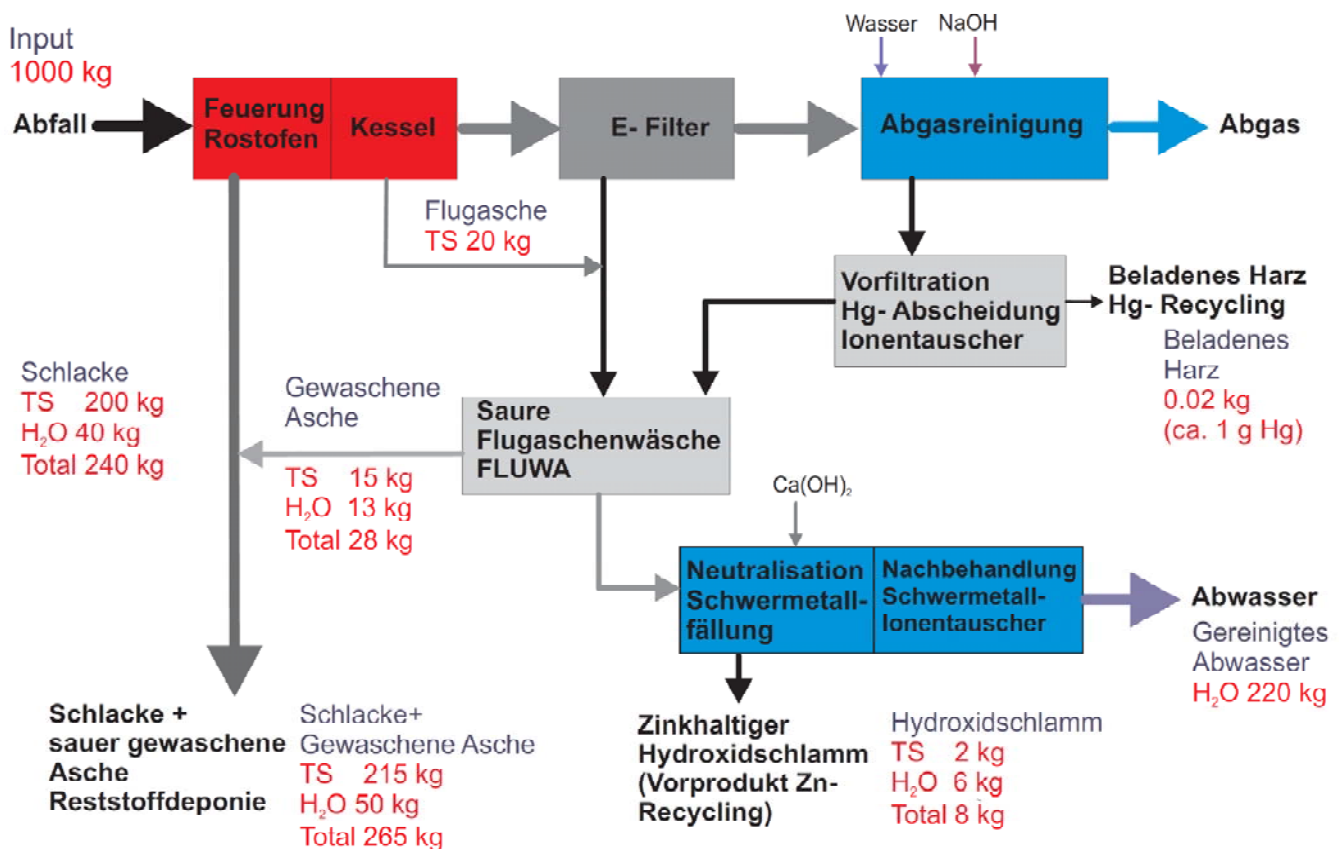 Input
1000 kg
Abfall
Feuerung
Rostofen
Kessel
E- Filter
Wasser
NaOH
Abgasreinigung
Abgas
Flugasche
TS 20 kg
Vorfiltration
Hg- Abscheidung
Ionentauscher
Beladenes Harz
Hg- Recycling
Beladenes
Harz
0.02 kg
(ca. 1 g Hg)
Schlacke
TS 200 kg
H₂O 40 kg
Total 240 kg
Gewaschene
Asche
TS 15 kg
H₂O 13 kg
Total 28 kg
Saure
Flugaschenwäsche
FLUWA
Ca(OH)₂
Neutralisation
Schwermetall-
fällung
Nachbehandlung
Schwermetall-
Ionentauscher
Abwasser
Gereinigtes
Abwasser
H₂O 220 kg
Schlacke +
sauer gewaschene
Asche
Reststoffdeponie
Schlacke+
Gewaschene Asche
TS 215 kg
H₂O 50 kg
Total 265 kg
Zinkhaltiger
Hydroxidschlamm
(Vorprodukt Zn-
Recycling)
Hydroxidschlamm
TS 2 kg
H₂O 6 kg
Total 8 kg